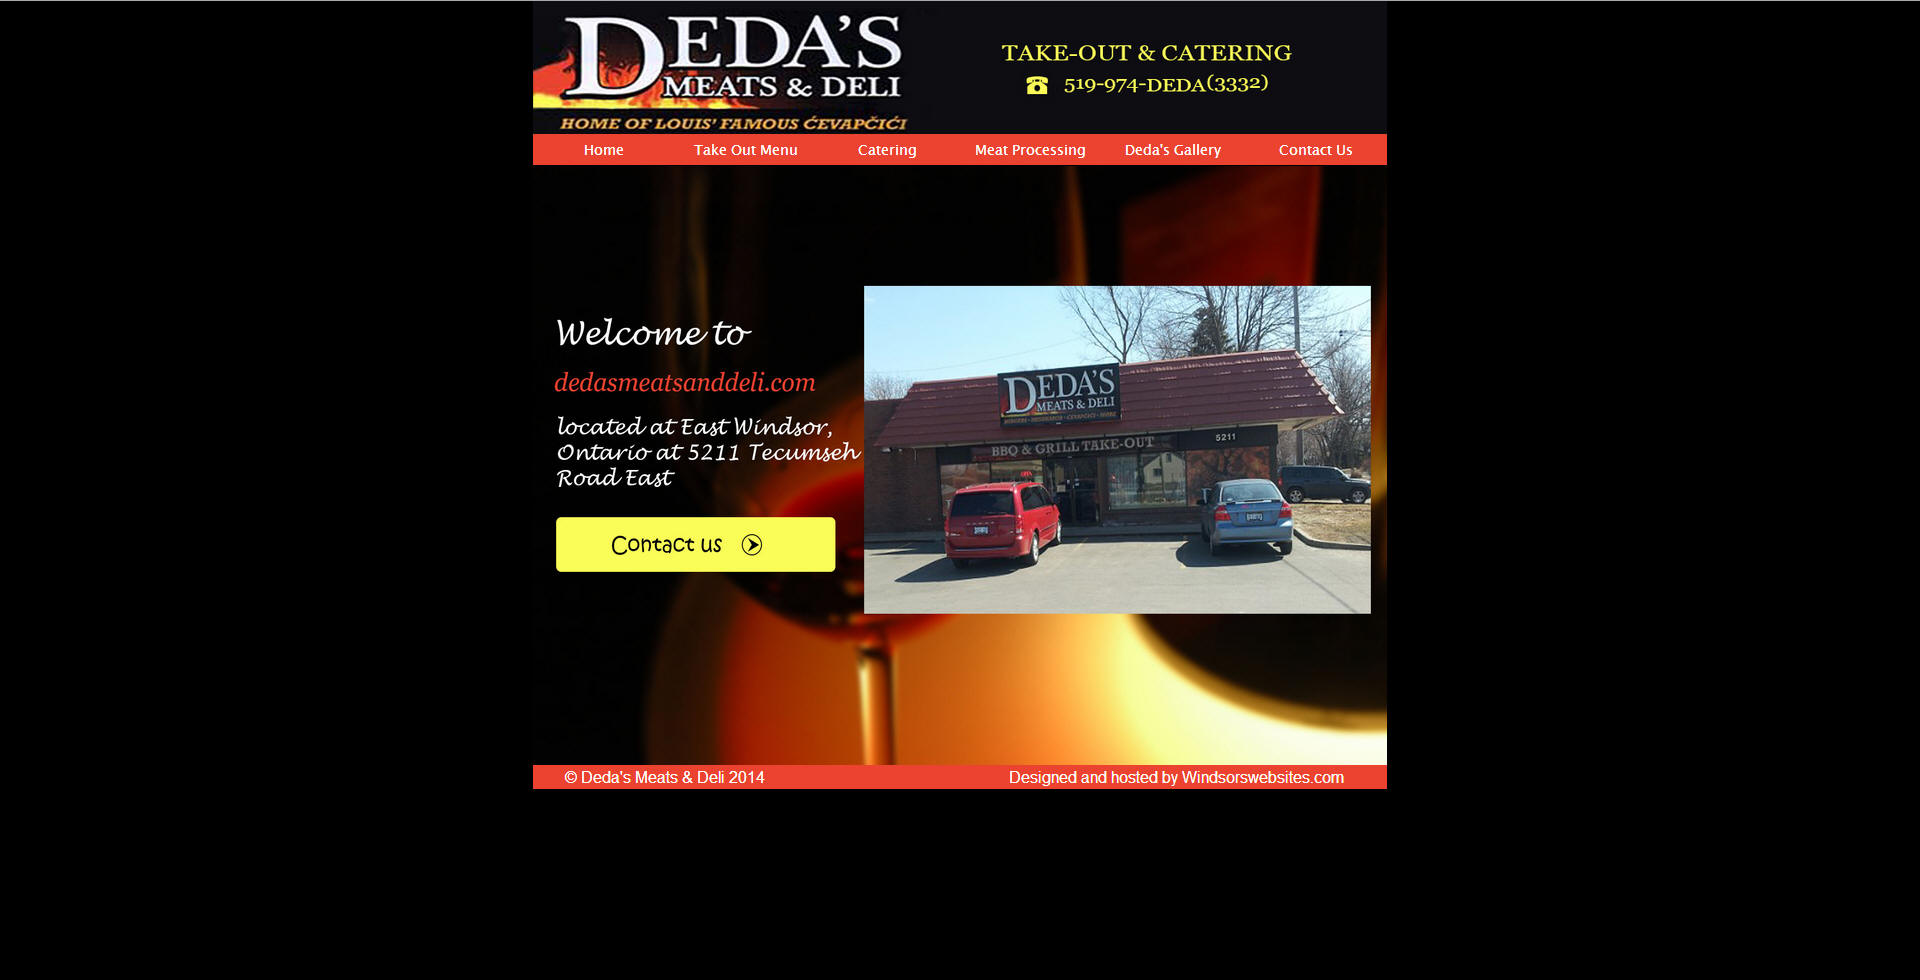 DEDA'S
MEATS & DELI
HOME OF LOUIS' FAMOUS ĆEVAPČIĆI
TAKE-OUT & CATERING
519-974-DEDA(3332)
Home
Take Out Menu
Catering
Meat Processing
Deda's Gallery
Contact Us
Welcome to
dedasmeatsanddeli.com
located at East Windsor,
Ontario at 5211 Tecumseh
Road East
Contact us
DEDA'S
MEATS & DELI
BBQ & GRILL TAKE-OUT
5211
© Deda's Meats & Deli 2014
Designed and hosted by Windsorswebsites.com